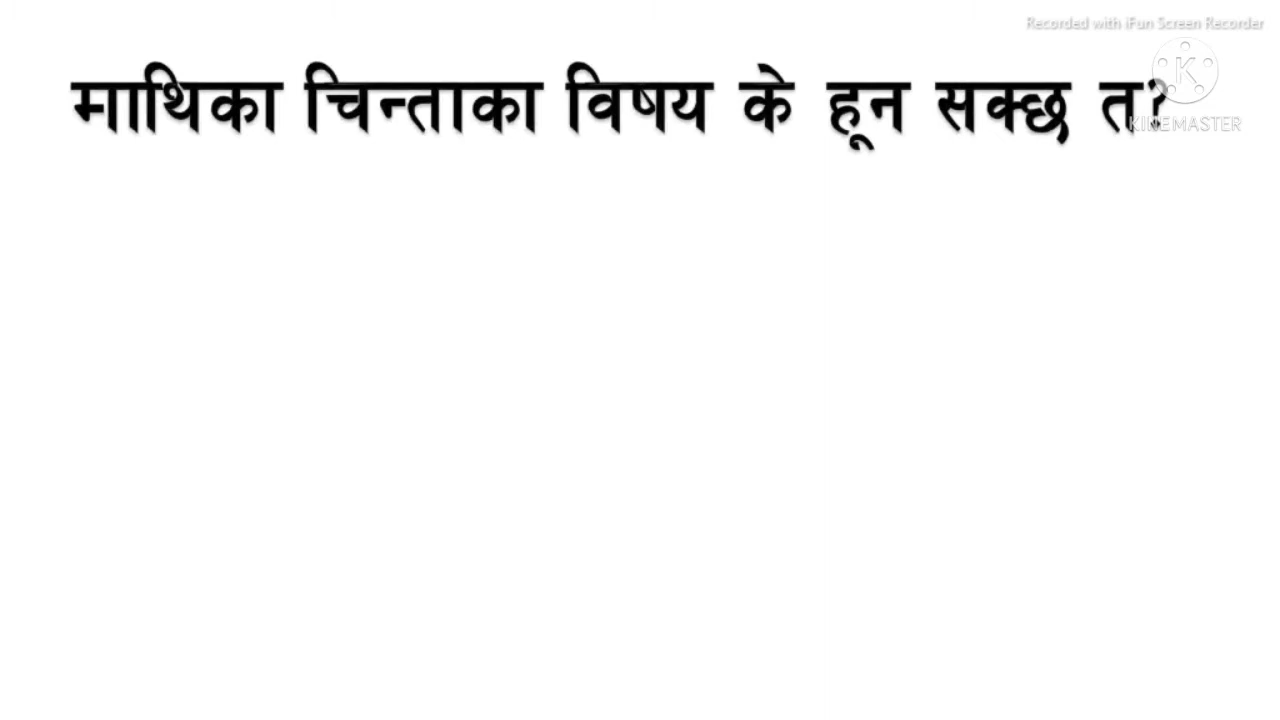 Recorded with iFun Screen Recorder
माथिका चिन्ताका विषय के हून सक्छ त?
K
KINEMASTER